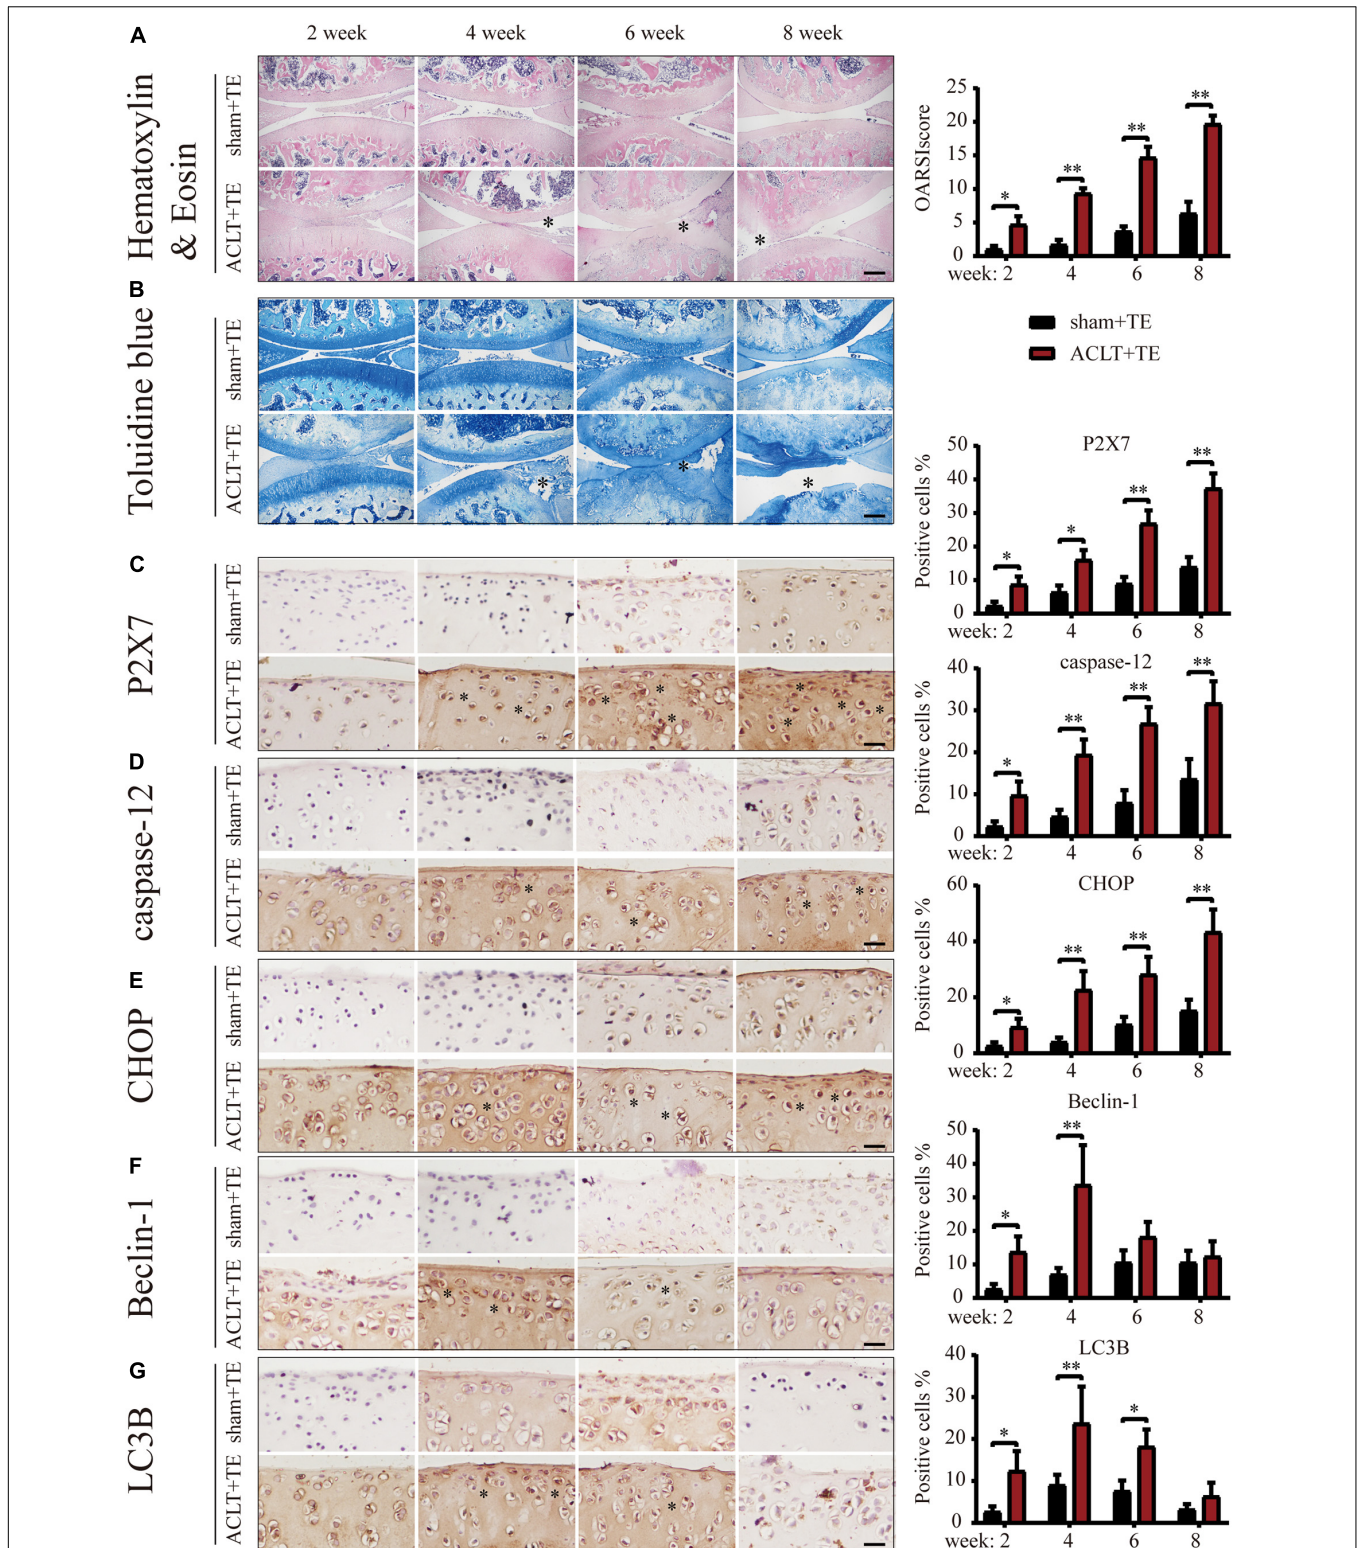 A
2 week 4 week 6 week 8 week
Hematoxylin
& Eosin
sham+TE
ACLT+TE
* * *
OARSIscore
25
20
15
10
5
0
* ** ** **
week: 2 4 6 8
sham+TE
ACLT+TE
B
Toluidine blue
sham+TE
ACLT+TE
* * *
C
P2X7
sham+TE
ACLT+TE
* * * * * * * * *
P2X7
Positive cells %
50
40
30
20
10
0
* * ** **
week: 2 4 6 8
D
caspase-12
sham+TE
ACLT+TE
* * * *
caspase-12
Positive cells %
40
30
20
10
0
* ** ** **
week: 2 4 6 8
E
CHOP
sham+TE
ACLT+TE
* * * * *
CHOP
Positive cells %
60
40
20
0
* ** ** **
week: 2 4 6 8
F
Beclin-1
sham+TE
ACLT+TE
* * *
Beclin-1
Positive cells %
50
40
30
20
10
0
* **
week: 2 4 6 8
G
LC3B
sham+TE
ACLT+TE
* * *
LC3B
Positive cells %
40
30
20
10
0
* ** *
week: 2 4 6 8